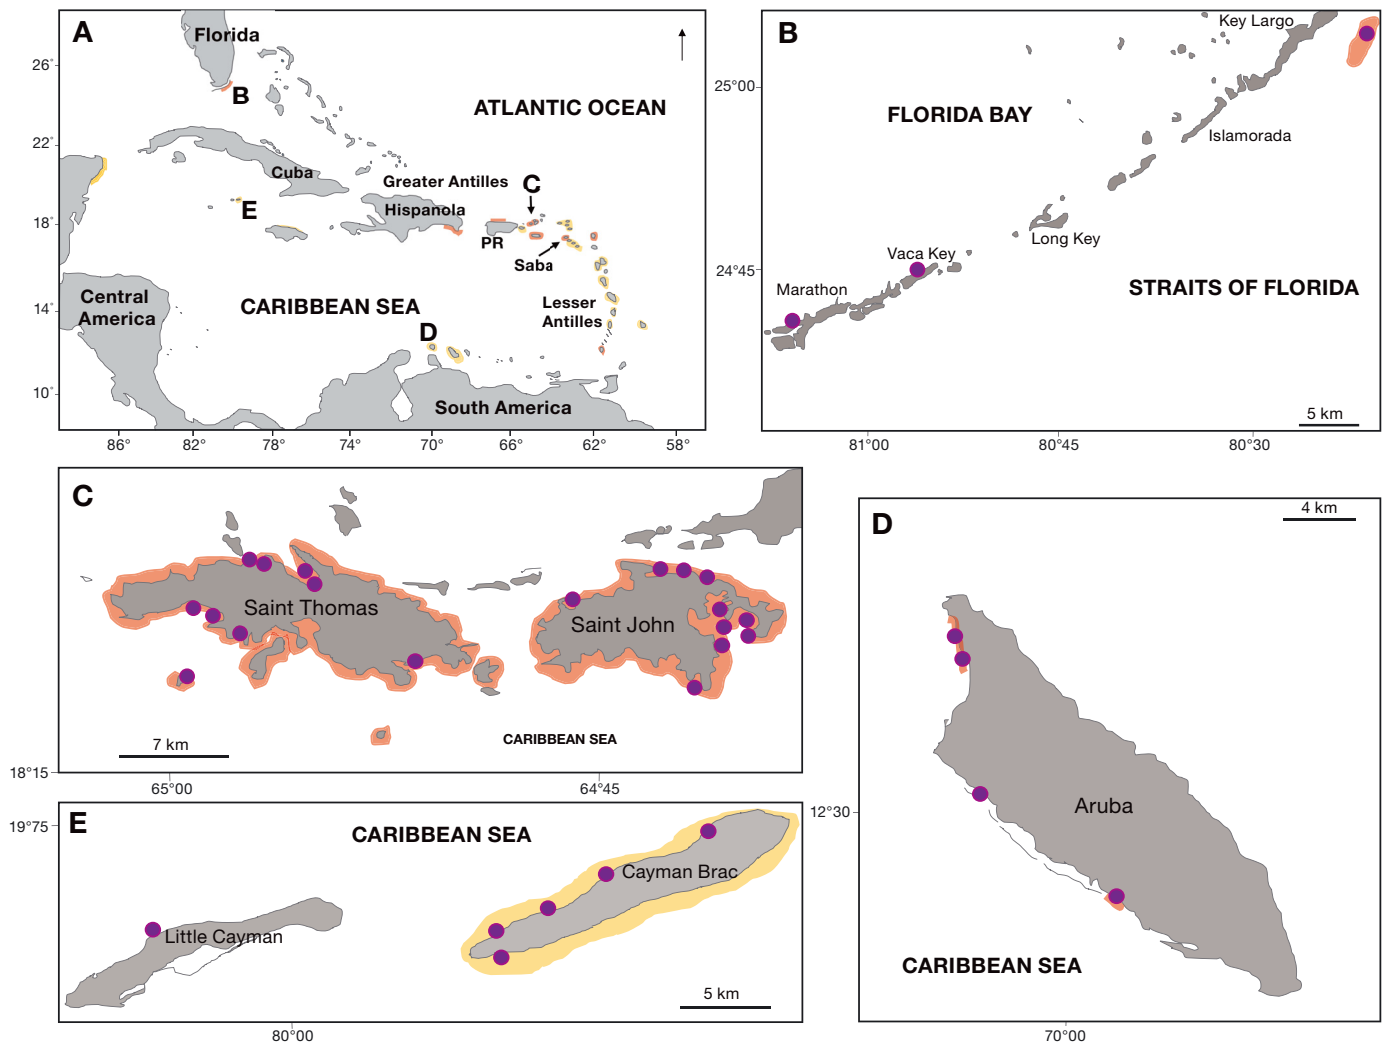 A
Florida
26°
B
ATLANTIC OCEAN
22°
Cuba
Greater Antilles
C
E
Hispanola
18°
PR
Saba
Central
America
CARIBBEAN SEA
Lesser
Antilles
14°
D
10°
South America
86°
82°
78°
74°
70°
66°
62°
58°
B
Key Largo
25°00
FLORIDA BAY
Islamorada
Long Key
Vaca Key
24°45
Marathon
STRAITS OF FLORIDA
5 km
81°00
80°45
80°30
C
Saint Thomas
Saint John
7 km
CARIBBEAN SEA
18°15
65°00
64°45
D
4 km
Aruba
12°30
CARIBBEAN SEA
70°00
E
19°75
CARIBBEAN SEA
Cayman Brac
Little Cayman
5 km
80°00